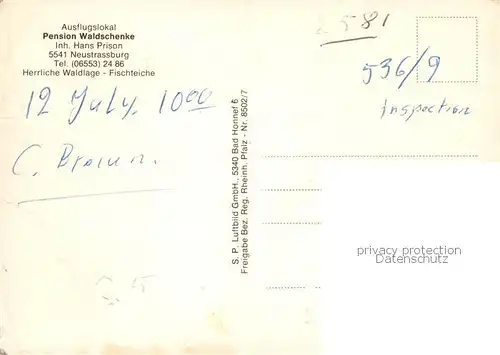 Ausflugslokal
Pension Waldschenke
Inh. Hans Prison
5541 Neustrassburg
Tel. (06553) 24 86
Herrliche Waldlage - Fischteiche
2581
536/9
Inspection
12 July. 1000
C. Brown.
S. P. Luftbild GmbH., 5340 Bad Honnef 6
Freigabe Bez. Reg. Rheinh. Pfalz - Nr. 8502/7
privacy protection
Datenschutz